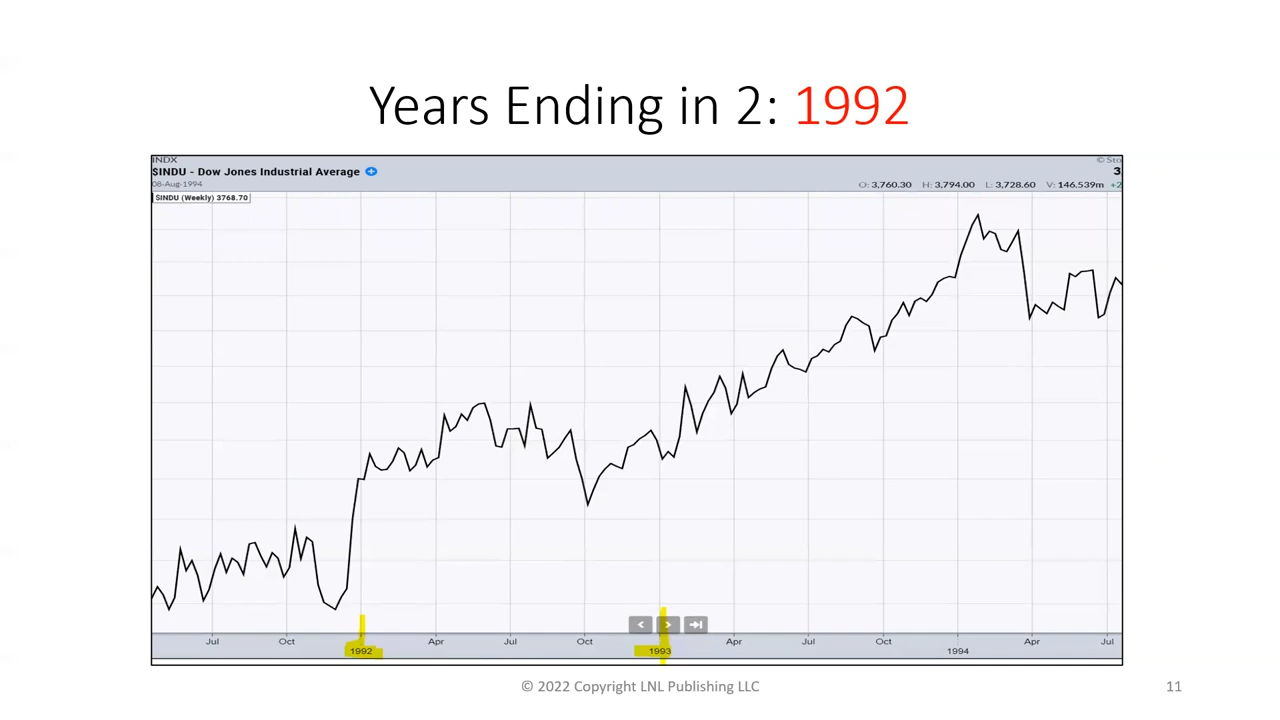 Years Ending in 2: 1992
INDX
© Sto
$INDU - Dow Jones Industrial Average
3
08-Aug-1994
O: 3,760.30 H: 3,794.00 L: 3,728.60 V: 146.539m +2
$INDU (Weekly) 3768.70
Jul Oct Apr Jul Oct Apr Jul Oct Apr Jul
1992 1993 1994
© 2022 Copyright LNL Publishing LLC
11